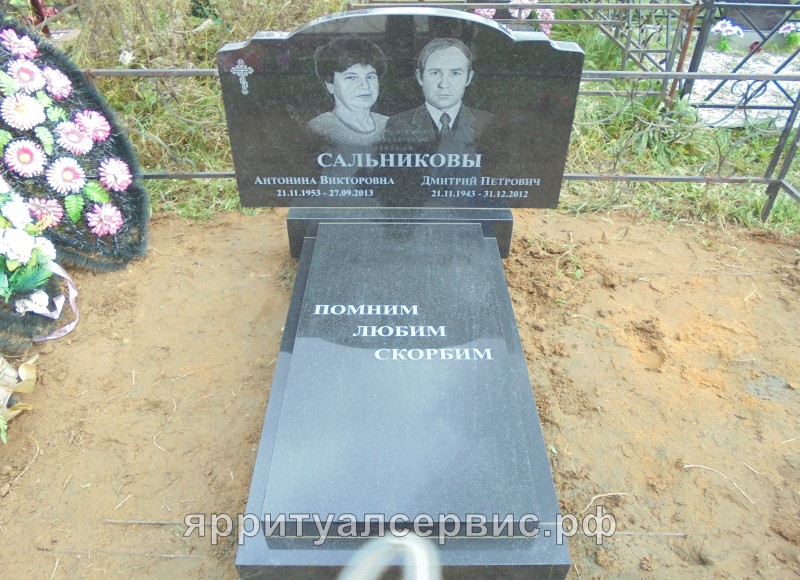 САЛЬНИКОВЫ
АНТОНИНА ВИКТОРОВНА ДМИТРИЙ ПЕТРОВИЧ
21.11.1953 - 27.09.2013 21.11.1943 - 31.12.2012
ПОМНИМ
ЛЮБИМ
СКОРБИМ
ярритуалсервис.рф